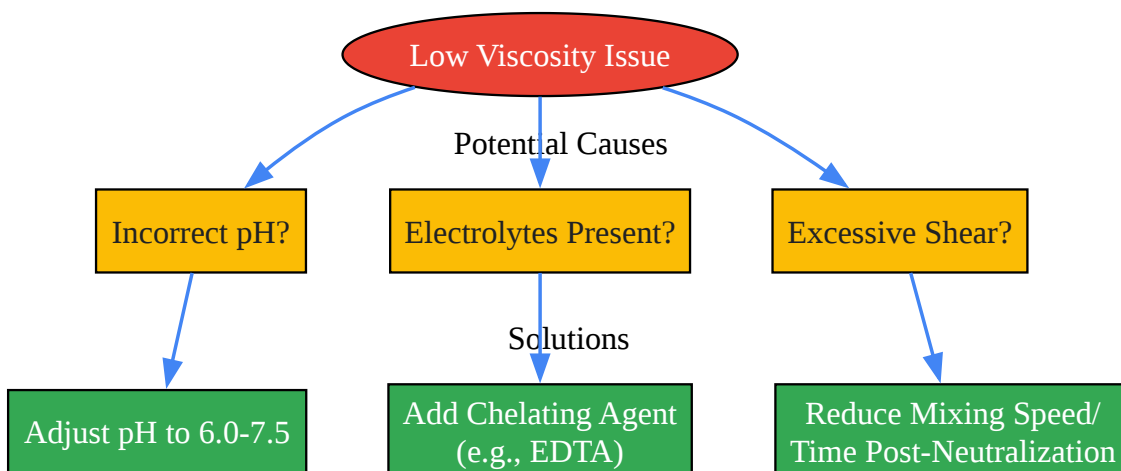 Low Viscosity Issue
Potential Causes
Incorrect pH?
Electrolytes Present?
Excessive Shear?
Solutions
Adjust pH to 6.0-7.5
Add Chelating Agent
(e.g., EDTA)
Reduce Mixing Speed/
Time Post-Neutralization